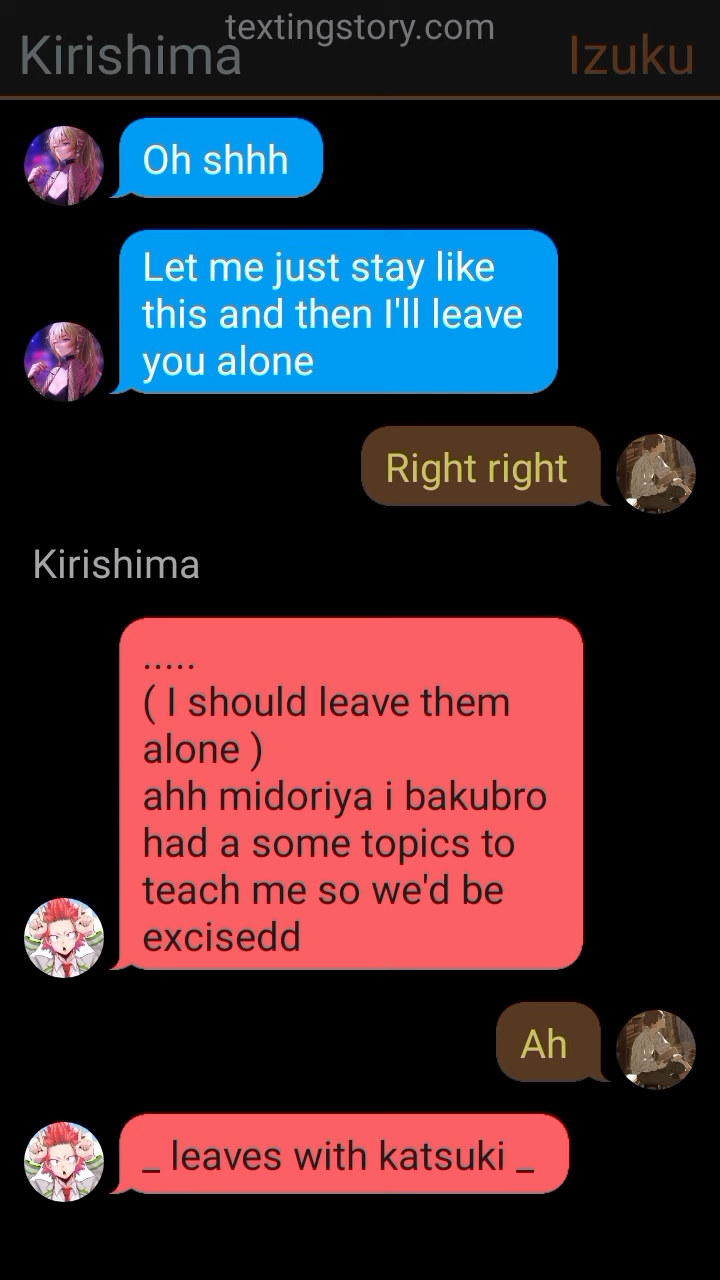 textingstory.com
Kirishima
Izuku
Oh shhh
Let me just stay like
this and then I'll leave
you alone
Right right
Kirishima
.....
( I should leave them
alone )
ahh midoriya i bakubro
had a some topics to
teach me so we'd be
excisedd
Ah
_ leaves with katsuki _